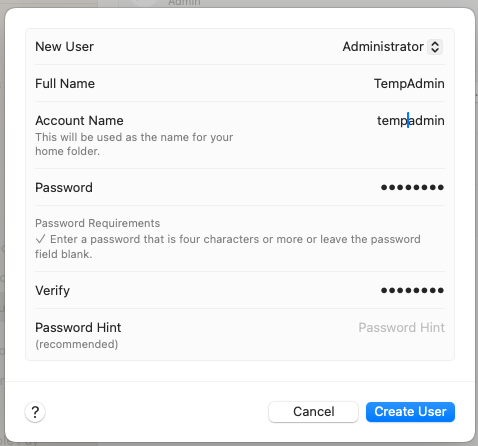 Admin
New User Administrator
Full Name TempAdmin
Account Name tempadmin
This will be used as the name for your
home folder.
Password ••••••••
Password Requirements
✓ Enter a password that is four characters or more or leave the password
field blank.
Verify ••••••••
Password Hint Password Hint
(recommended)
? Cancel Create User